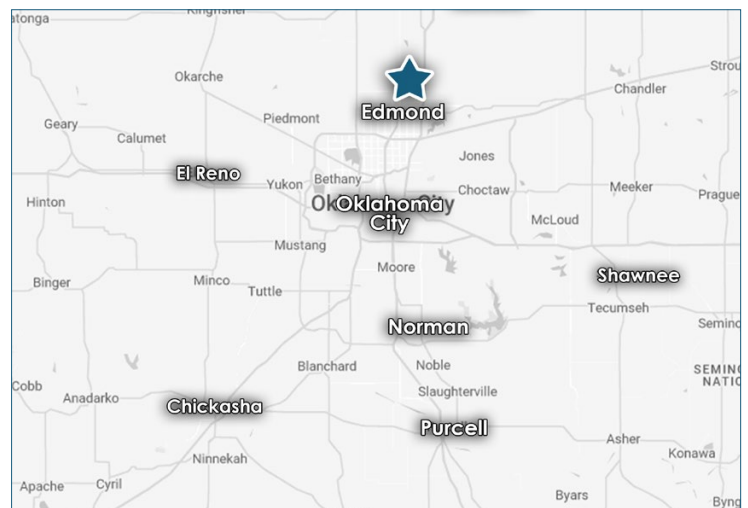 Kingfisher
Okarche
Edmond
Chandler
Piedmont
Geary
Calumet
Jones
El Reno
Yukon
Bethany
Choctaw
Meeker
Prague
Hinton
Oklahoma
City
McLoud
Mustang
Moore
Shawnee
Binger
Minco
Tuttle
Tecumseh
Norman
Blanchard
Noble
Cobb
Anadarko
Slaughterville
Chickasha
Purcell
Asher
Konawa
Ninnekah
Apache
Cyril
Byars